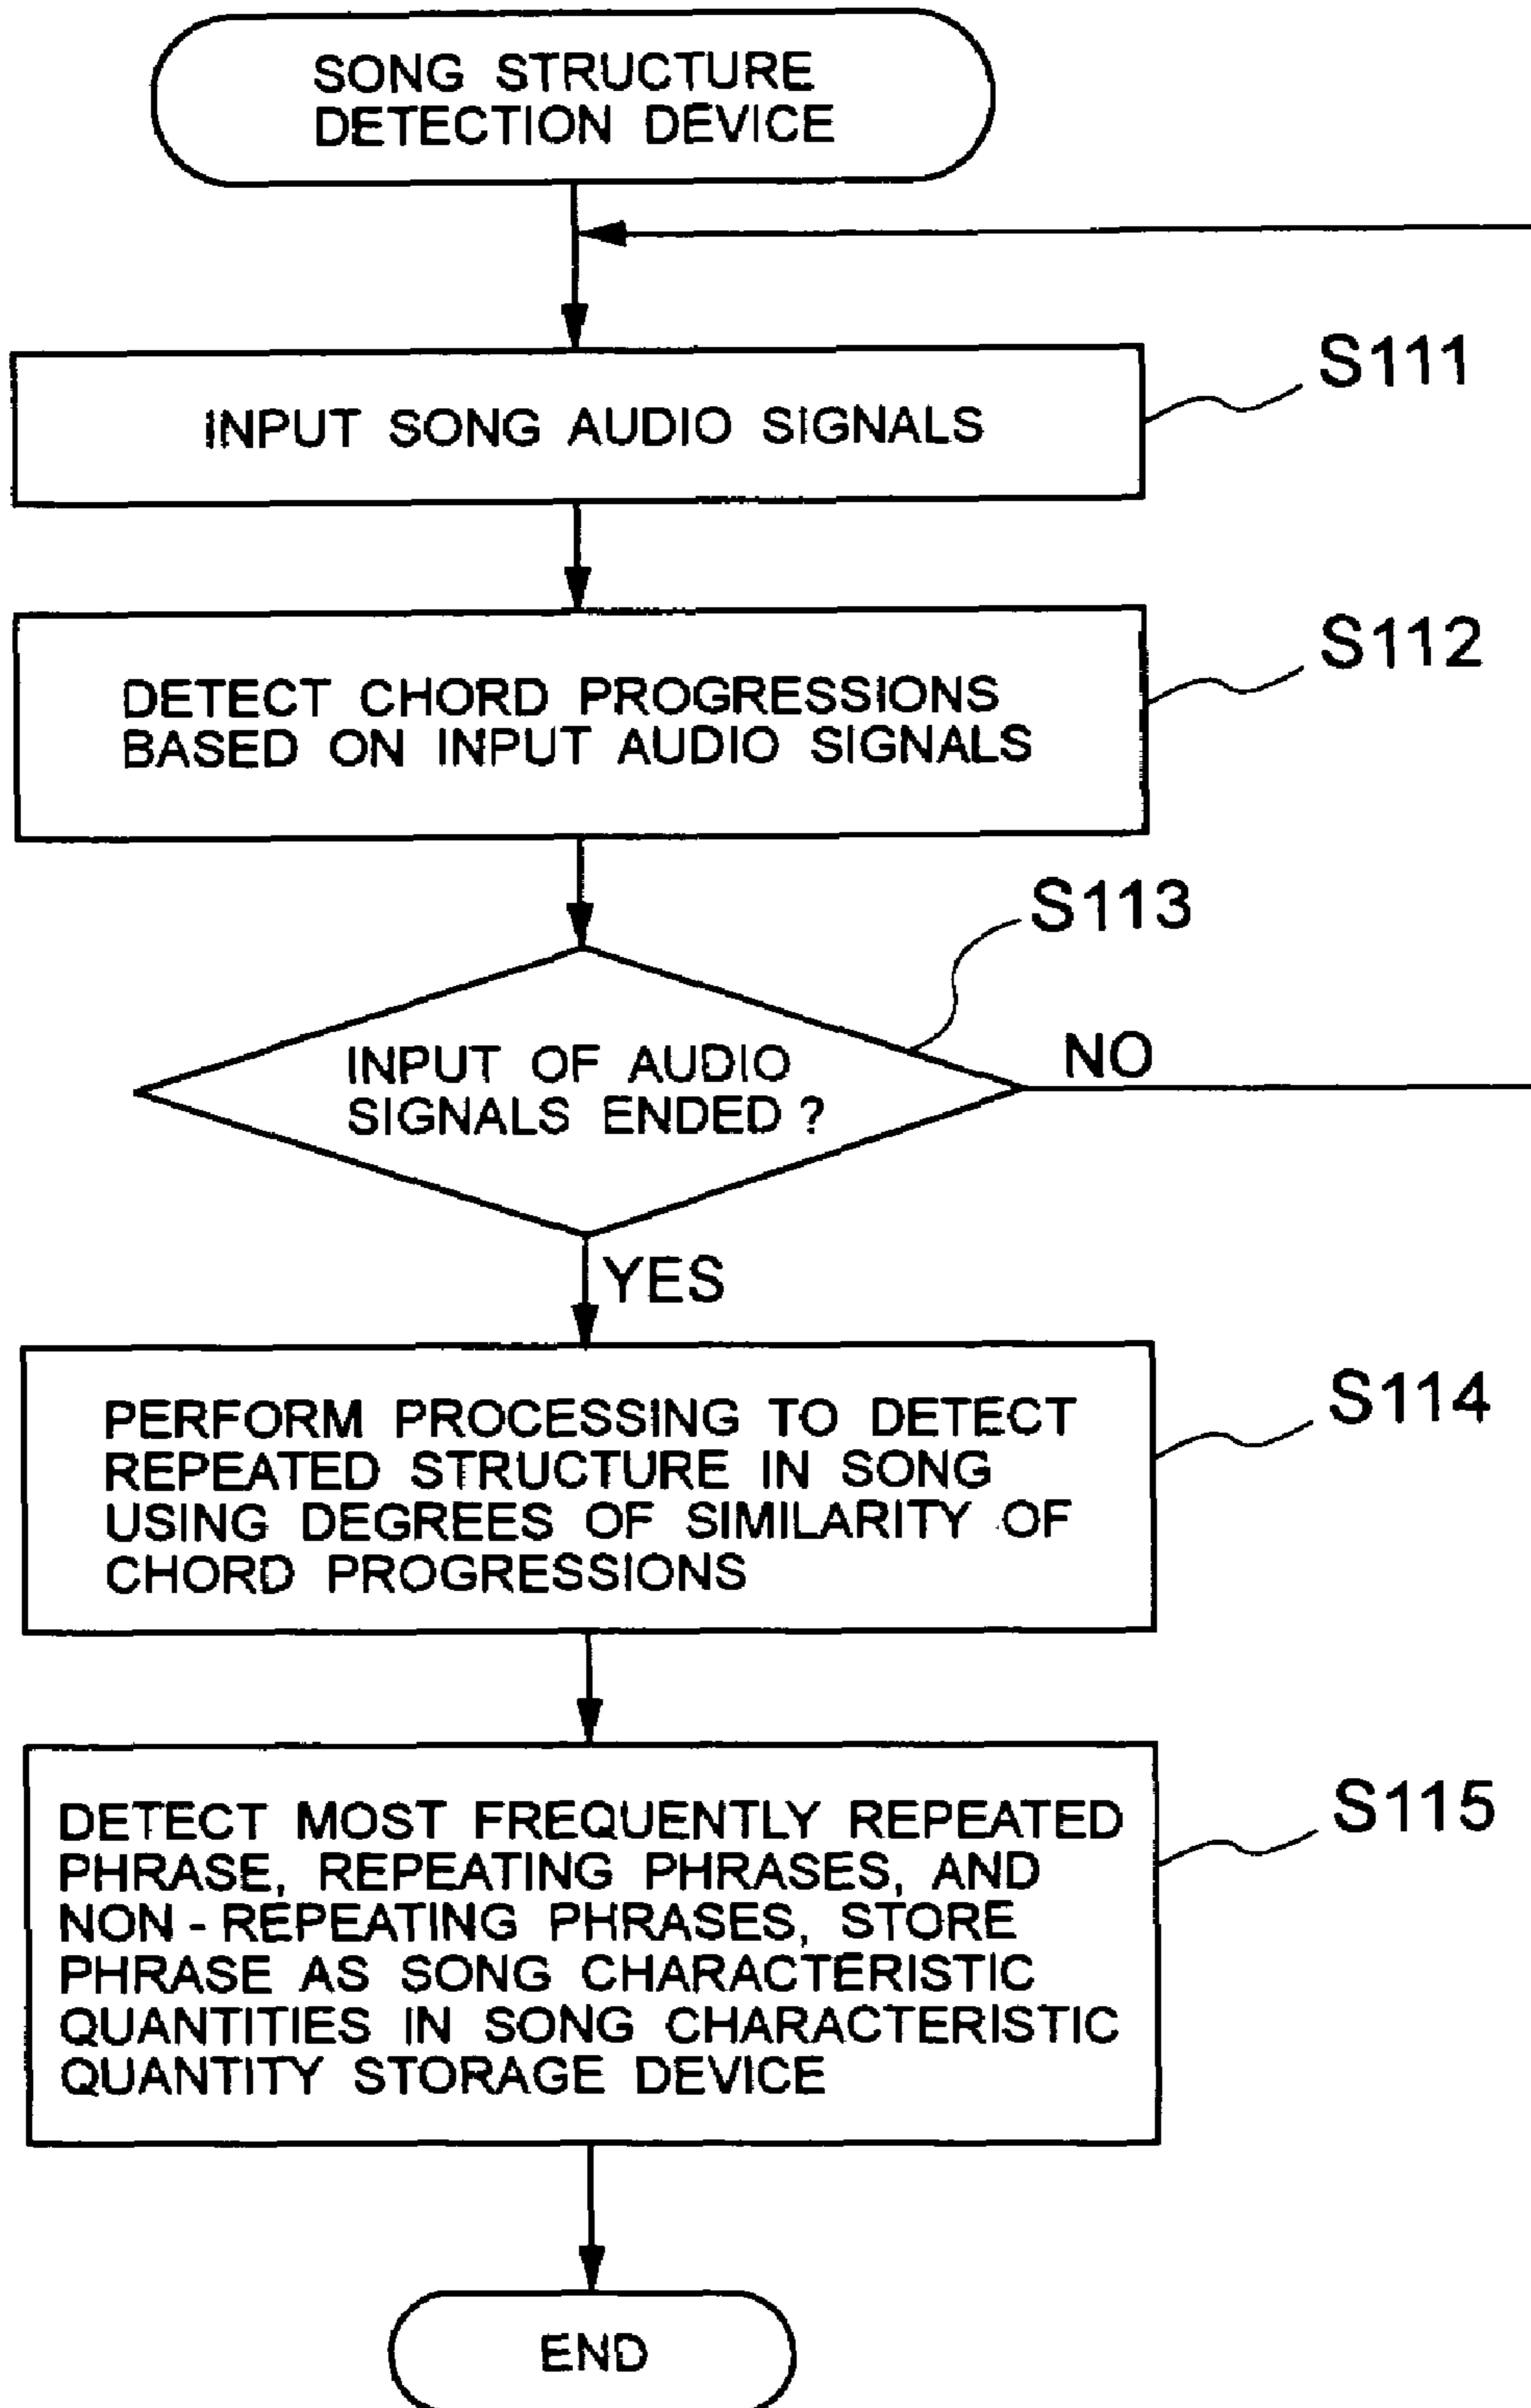 SONG STRUCTURE
DETECTION DEVICE
S111
INPUT SONG AUDIO SIGNALS
S112
DETECT CHORD PROGRESSIONS
BASED ON INPUT AUDIO SIGNALS
S113
INPUT OF AUDIO
SIGNALS ENDED ?
NO
YES
S114
PERFORM PROCESSING TO DETECT
REPEATED STRUCTURE IN SONG
USING DEGREES OF SIMILARITY OF
CHORD PROGRESSIONS
S115
DETECT MOST FREQUENTLY REPEATED
PHRASE, REPEATING PHRASES, AND
NON - REPEATING PHRASES, STORE
PHRASE AS SONG CHARACTERISTIC
QUANTITIES IN SONG CHARACTERISTIC
QUANTITY STORAGE DEVICE
END